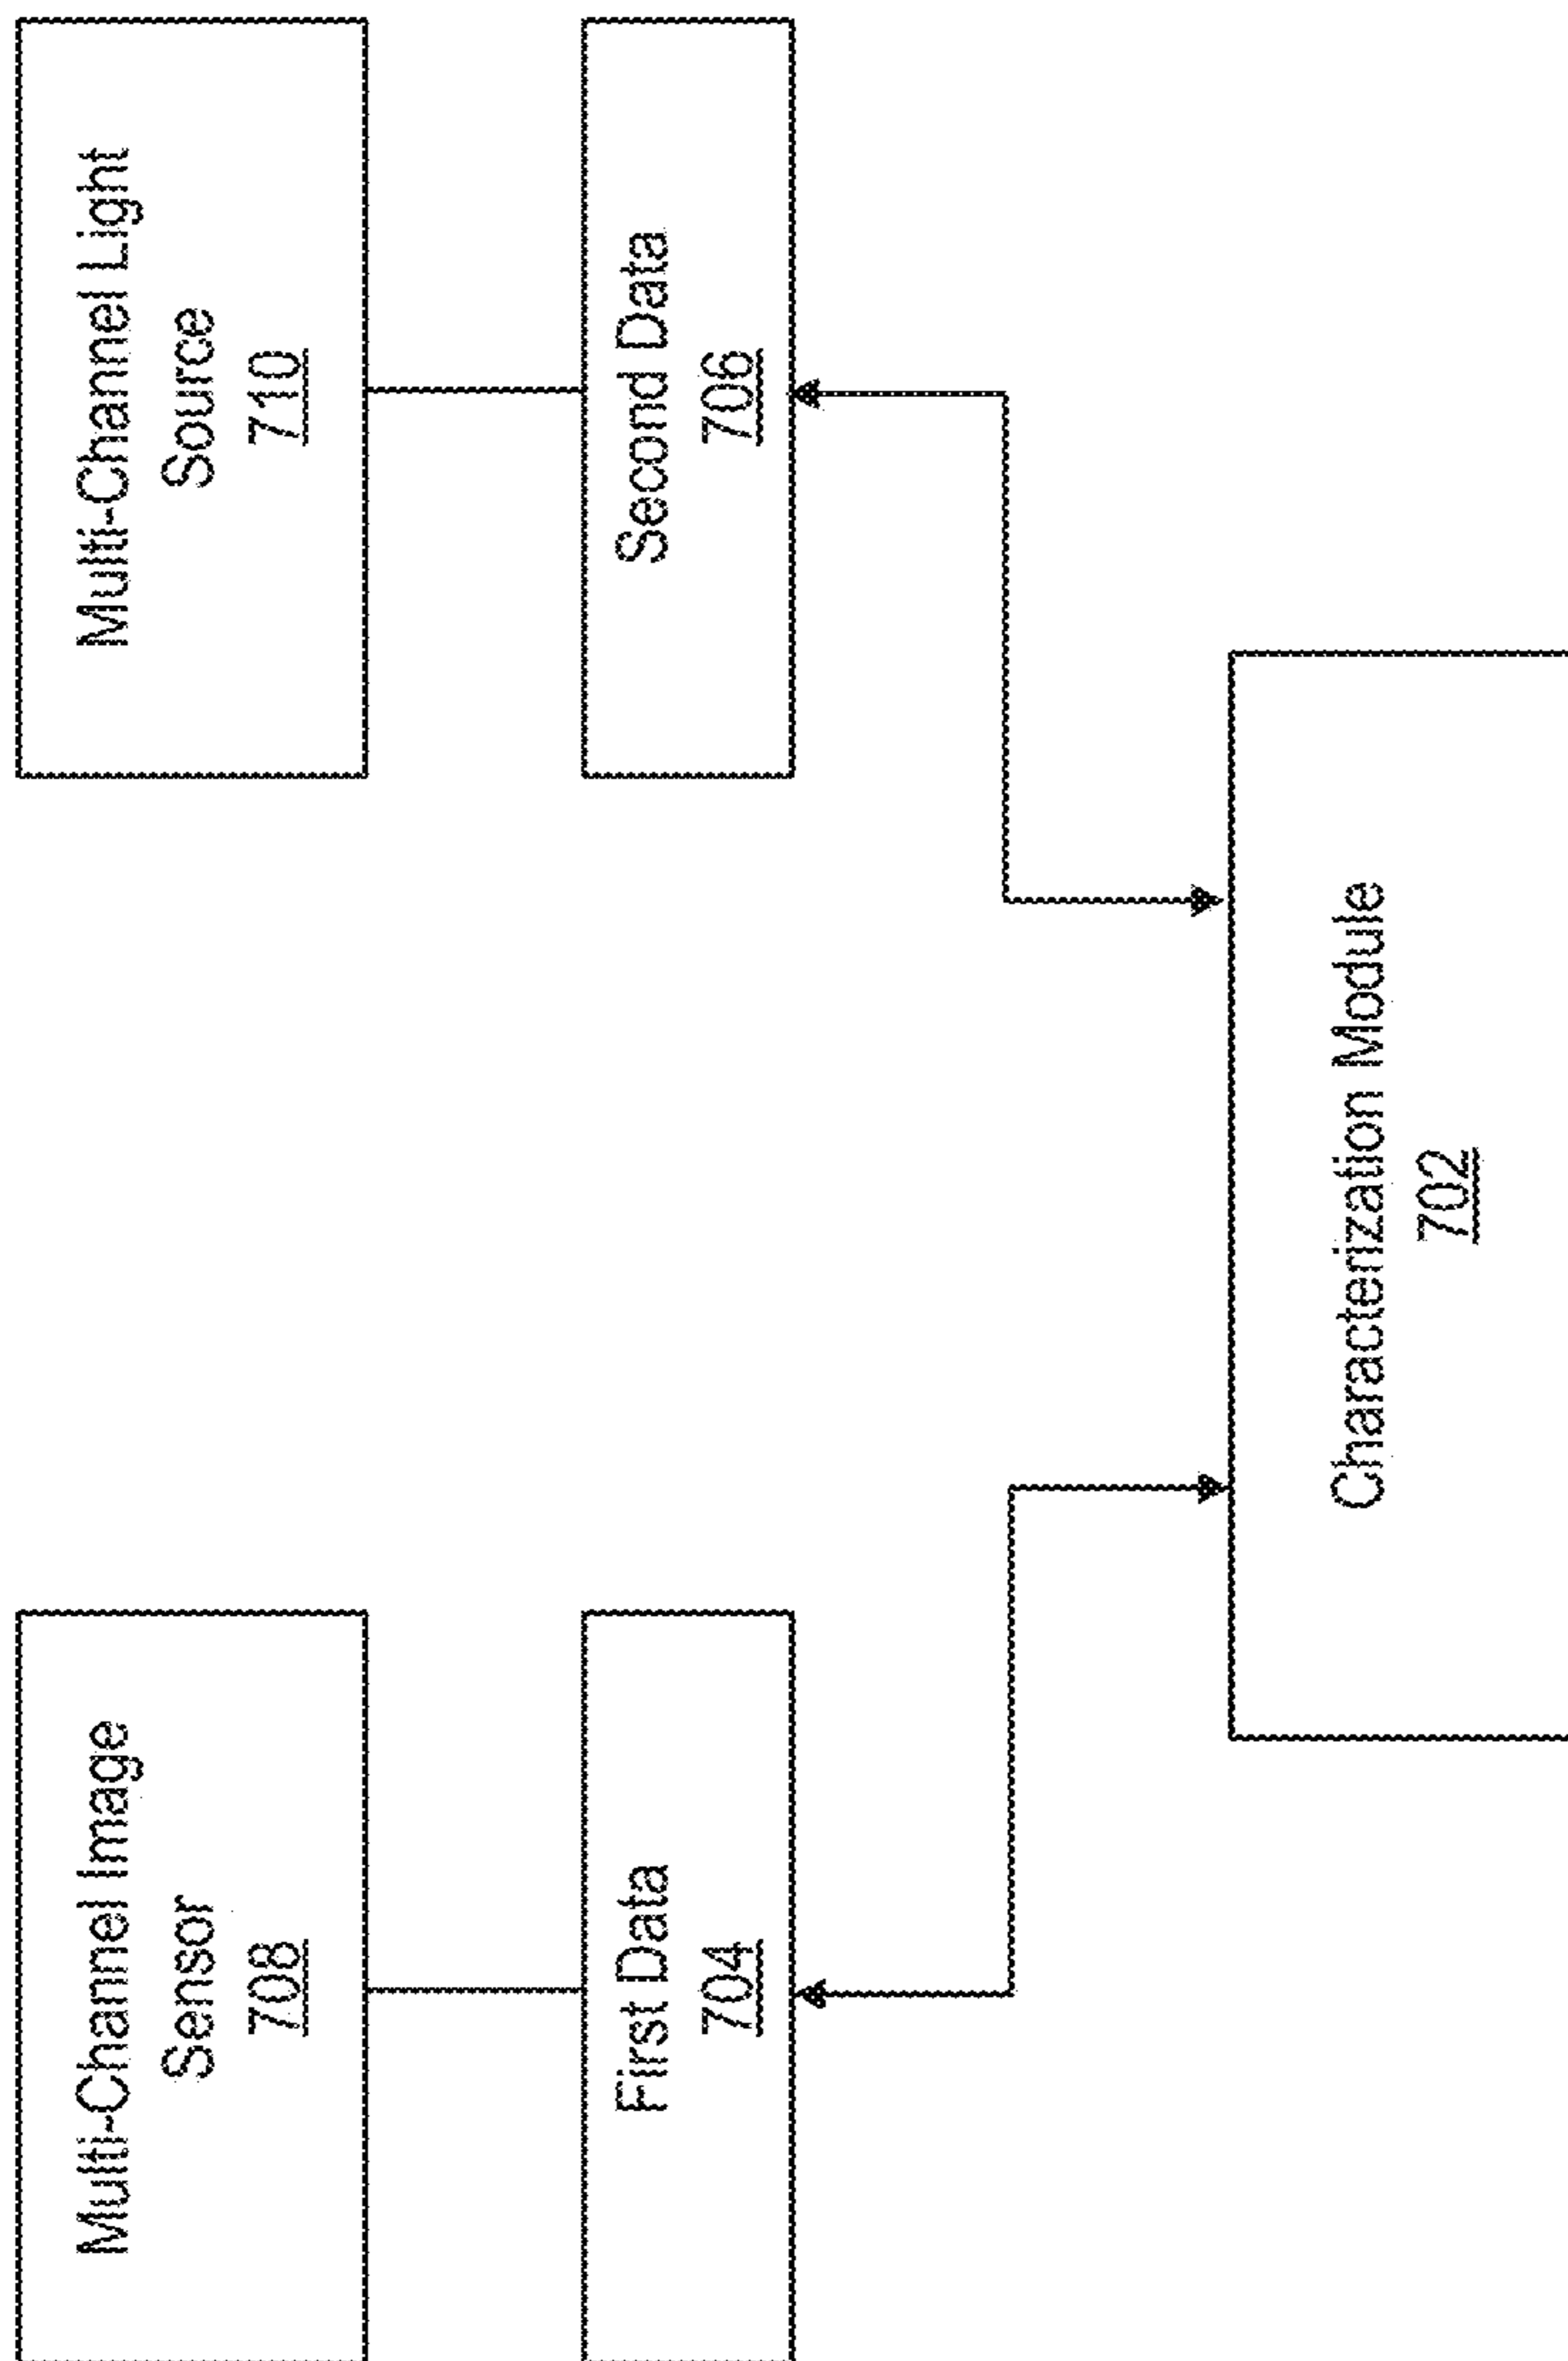 Multi-Channel Image
Sensor
708
Multi-Channel Light
Source
710
First Data
704
Second Data
706
Characterization Module
702